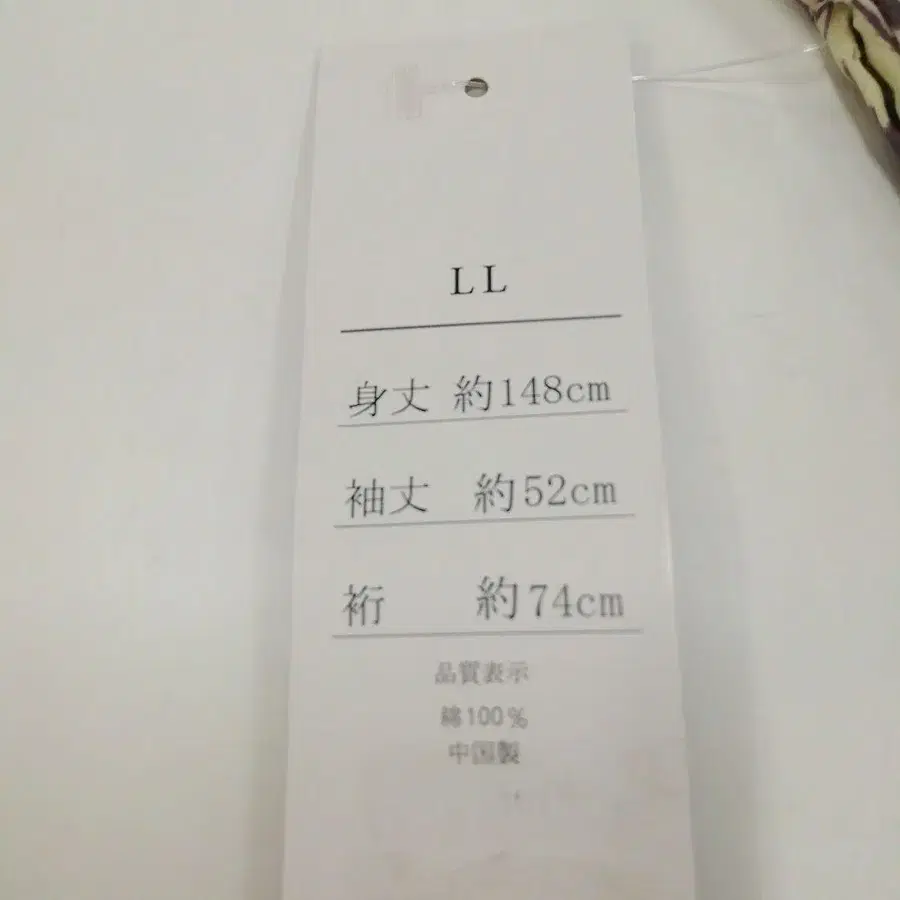 LL
身丈 約148cm
袖丈 約52cm
裄 約74cm
品質表示
綿100%
中国製